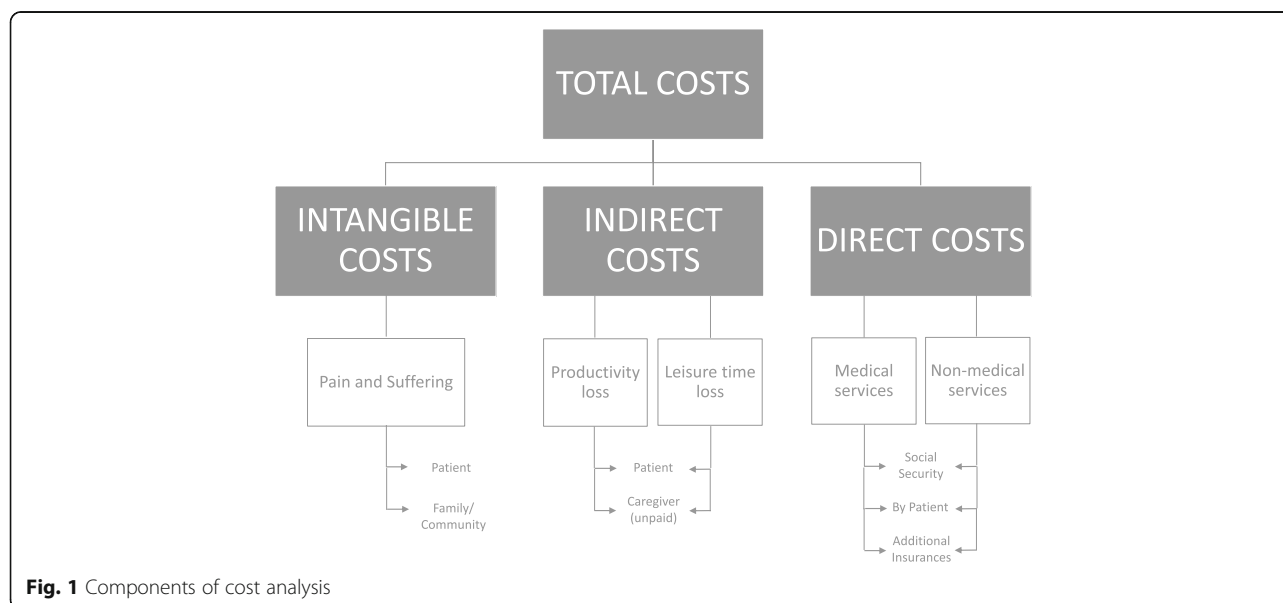 TOTAL COSTS
INTANGIBLE
COSTS
INDIRECT
COSTS
DIRECT COSTS
Pain and Suffering
Productivity
loss
Leisure time
loss
Medical
services
Non-medical
services
Patient
Family/
Community
Patient
Caregiver
(unpaid)
Social
Security
By Patient
Additional
Insurances
Fig. 1 Components of cost analysis